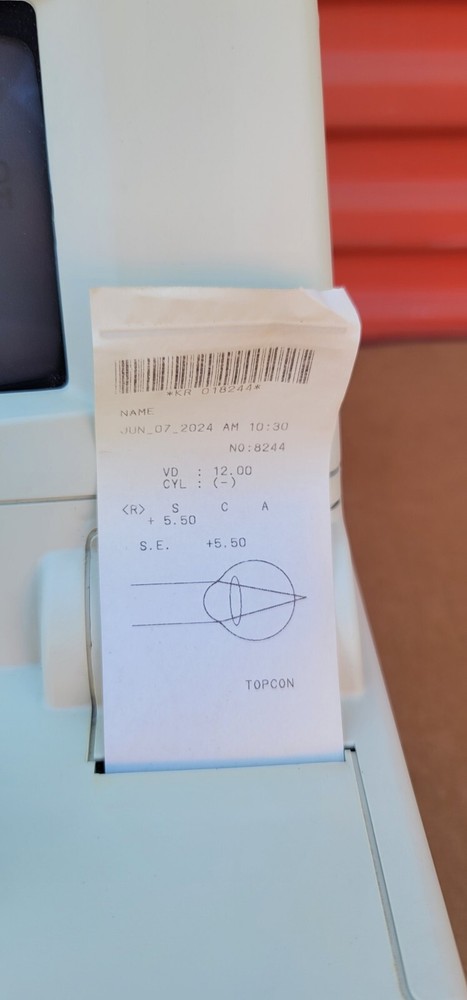 *KR 018244*
NAME
JUN_07_2024 AM 10:30
NO:8244
VD : 12.00
CYL : (-)
<R> S C A
+ 5.50
S.E. +5.50
TOPCON